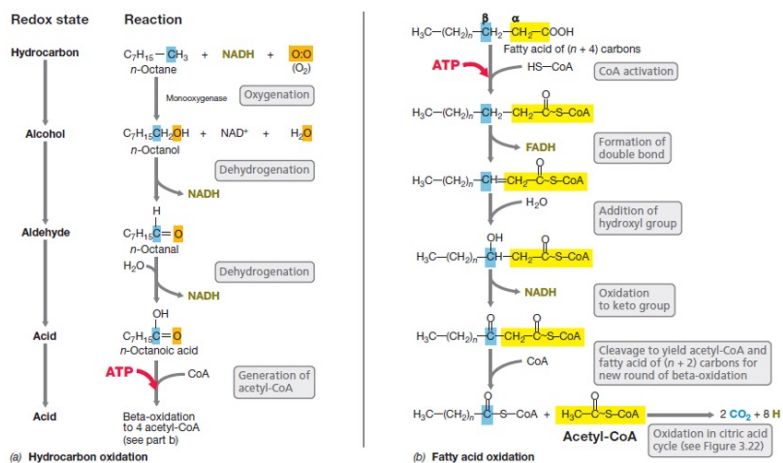 Redox state
Reaction
Hydrocarbon
C₇H₁₅—CH₃ + NADH + O:O
n-Octane (O₂)
Monooxygenase
Oxygenation
Alcohol
C₇H₁₅CH₂OH + NAD⁺ + H₂O
n-Octanol
Dehydrogenation
NADH
H
Aldehyde
C₇H₁₅C=O
n-Octanal
H₂O
Dehydrogenation
NADH
OH
Acid
C₇H₁₅C=O
n-Octanoic acid
ATP
CoA
Generation of
acetyl-CoA
Acid
Beta-oxidation
to 4 acetyl-CoA
(see part b)
(a) Hydrocarbon oxidation
β α
H₃C—(CH₂)n—CH₂—CH₂—COOH
Fatty acid of (n + 4) carbons
ATP
HS—CoA
CoA activation
O
H₃C—(CH₂)n—CH₂—CH₂—C~S—CoA
FADH
Formation of
double bond
O
H₃C—(CH₂)n—CH=CH₂—C~S—CoA
H₂O
Addition of
hydroxyl group
OH O
H₃C—(CH₂)n—CH—CH₂—C~S—CoA
NADH
Oxidation
to keto group
O O
H₃C—(CH₂)n—C—CH₂—C~S—CoA
CoA
Cleavage to yield acetyl-CoA and
fatty acid of (n + 2) carbons for
new round of beta-oxidation
O O
H₃C—(CH₂)n—C—S—CoA + H₃C—C~S—CoA 2 CO₂ + 8 H
Acetyl-CoA
Oxidation in citric acid
cycle (see Figure 3.22)
(b) Fatty acid oxidation